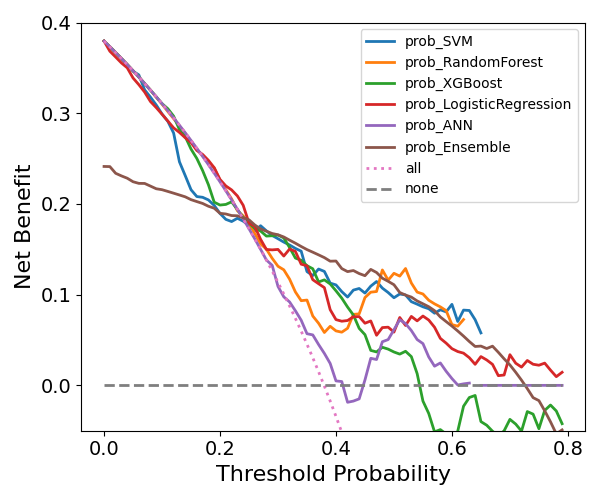 0.4
0.3
0.2
0.1
0.0
Net Benefit
prob_SVM
prob_RandomForest
prob_XGBoost
prob_LogisticRegression
prob_ANN
prob_Ensemble
all
none
0.0 0.2 0.4 0.6 0.8
Threshold Probability